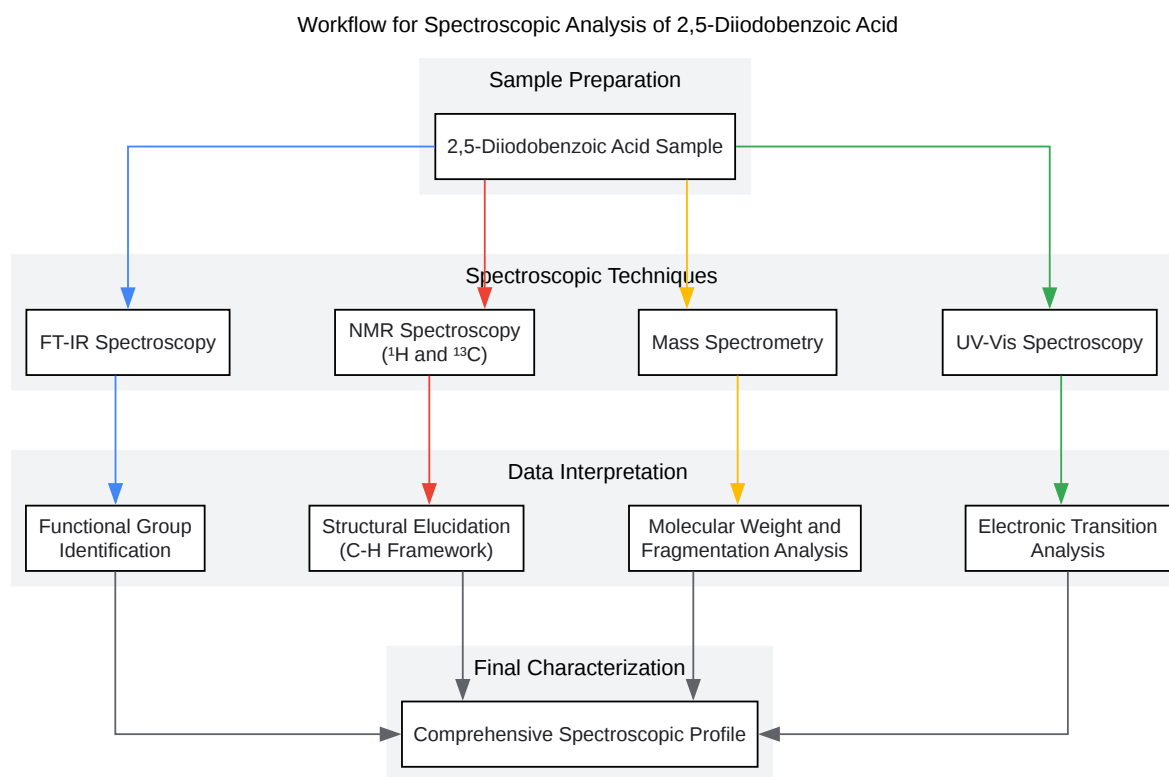 Workflow for Spectroscopic Analysis of 2,5-Diiodobenzoic Acid
Sample Preparation
2,5-Diiodobenzoic Acid Sample
Spectroscopic Techniques
FT-IR Spectroscopy
NMR Spectroscopy
(¹H and ¹³C)
Mass Spectrometry
UV-Vis Spectroscopy
Data Interpretation
Functional Group
Identification
Structural Elucidation
(C-H Framework)
Molecular Weight and
Fragmentation Analysis
Electronic Transition
Analysis
Final Characterization
Comprehensive Spectroscopic Profile